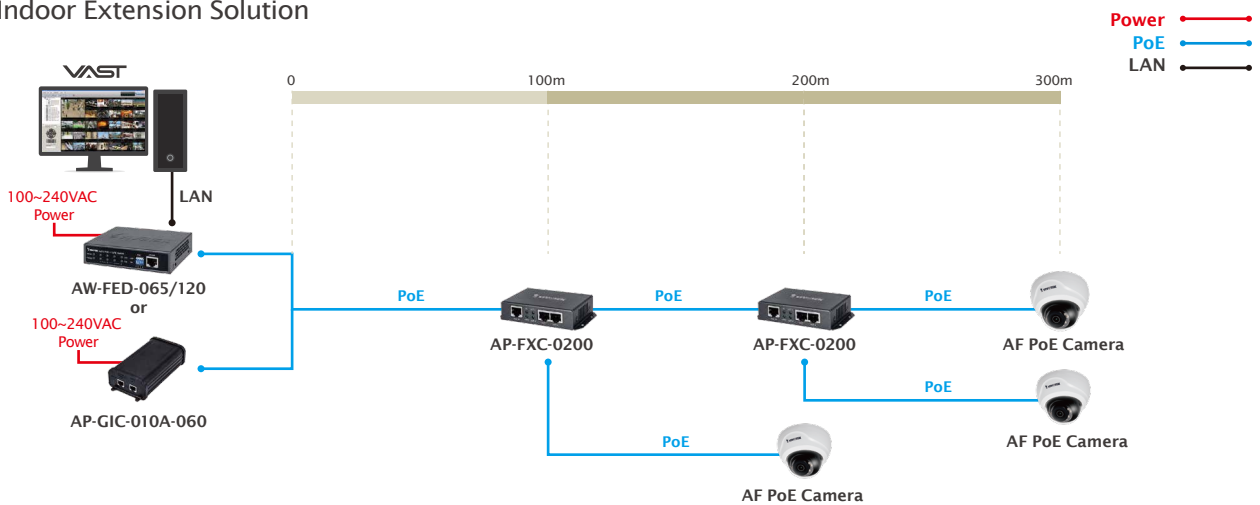 Indoor Extension Solution
Power
PoE
LAN
VAST
0
100m
200m
300m
LAN
100~240VAC
Power
AW-FED-065/120
or
100~240VAC
Power
AP-GIC-010A-060
PoE
AP-FXC-0200
PoE
AP-FXC-0200
PoE
AF PoE Camera
PoE
AF PoE Camera
PoE
AF PoE Camera